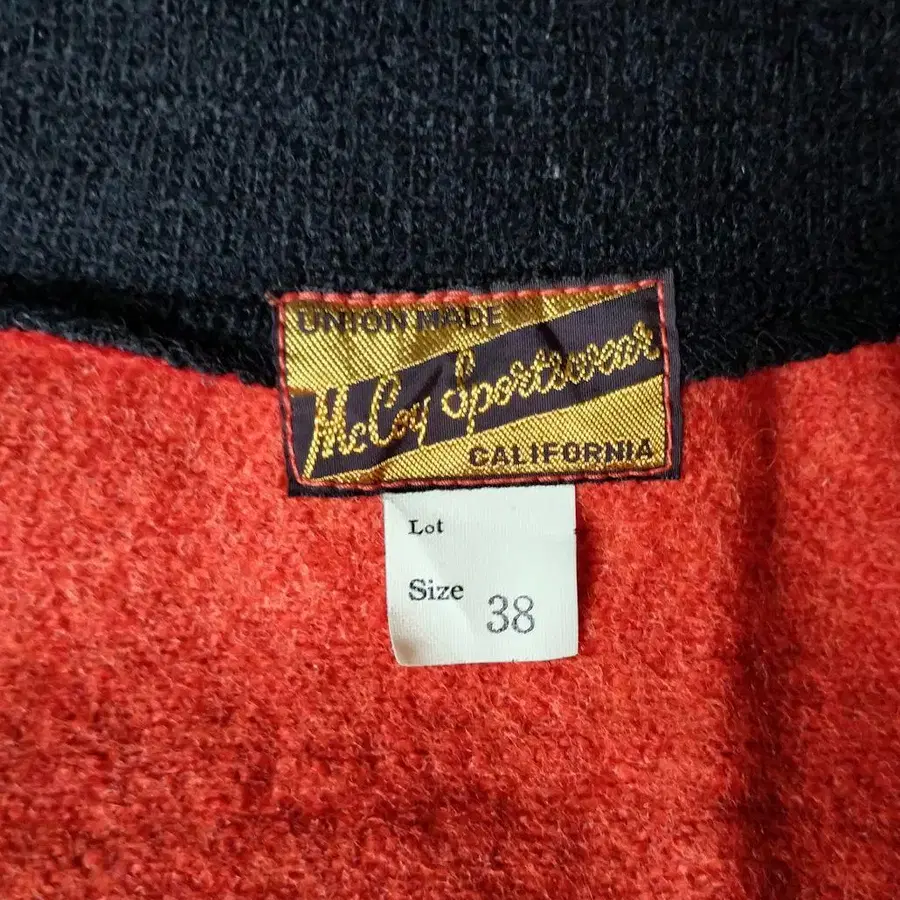 UNION MADE
McCoy Sportswear
CALIFORNIA
Lot
Size 38